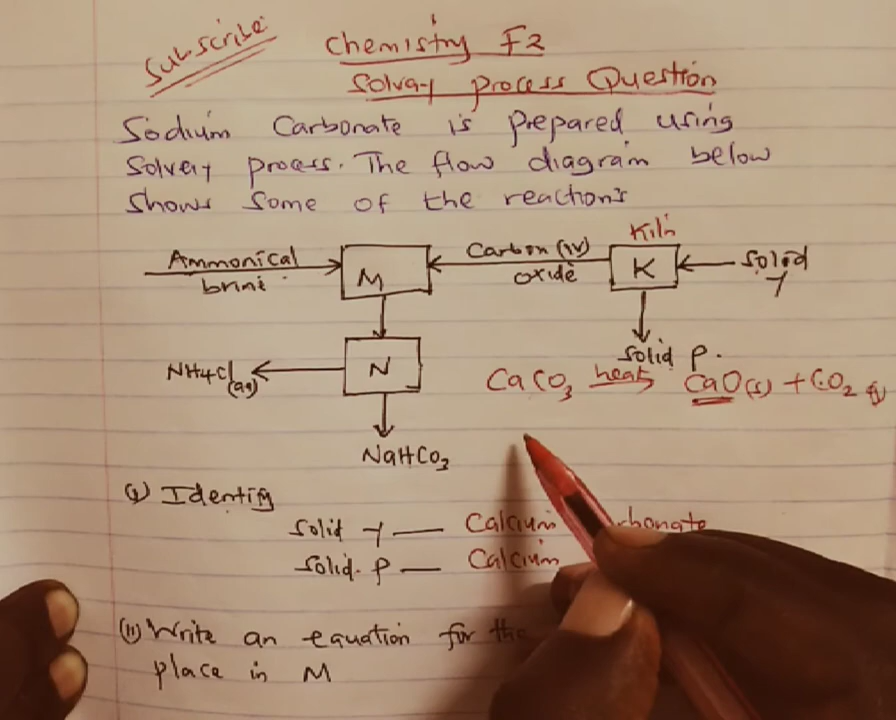 Subscribe
Chemistry F2
Solvay process Question
Sodium Carbonate is prepared using
Solvay process. The flow diagram below
Shows Some of the reactions
Kiln
Ammonical
brine
M
Carbon (iv)
oxide
K
Solid
Y
NH4Cl(aq)
N
Solid P.
CaCO3 heat CaO(s) + CO2 (g)
NaHCO3
(i) Identify
Solid Y — Calcium Carbonate
Solid P — Calcium
(ii) Write an equation for the
place in M